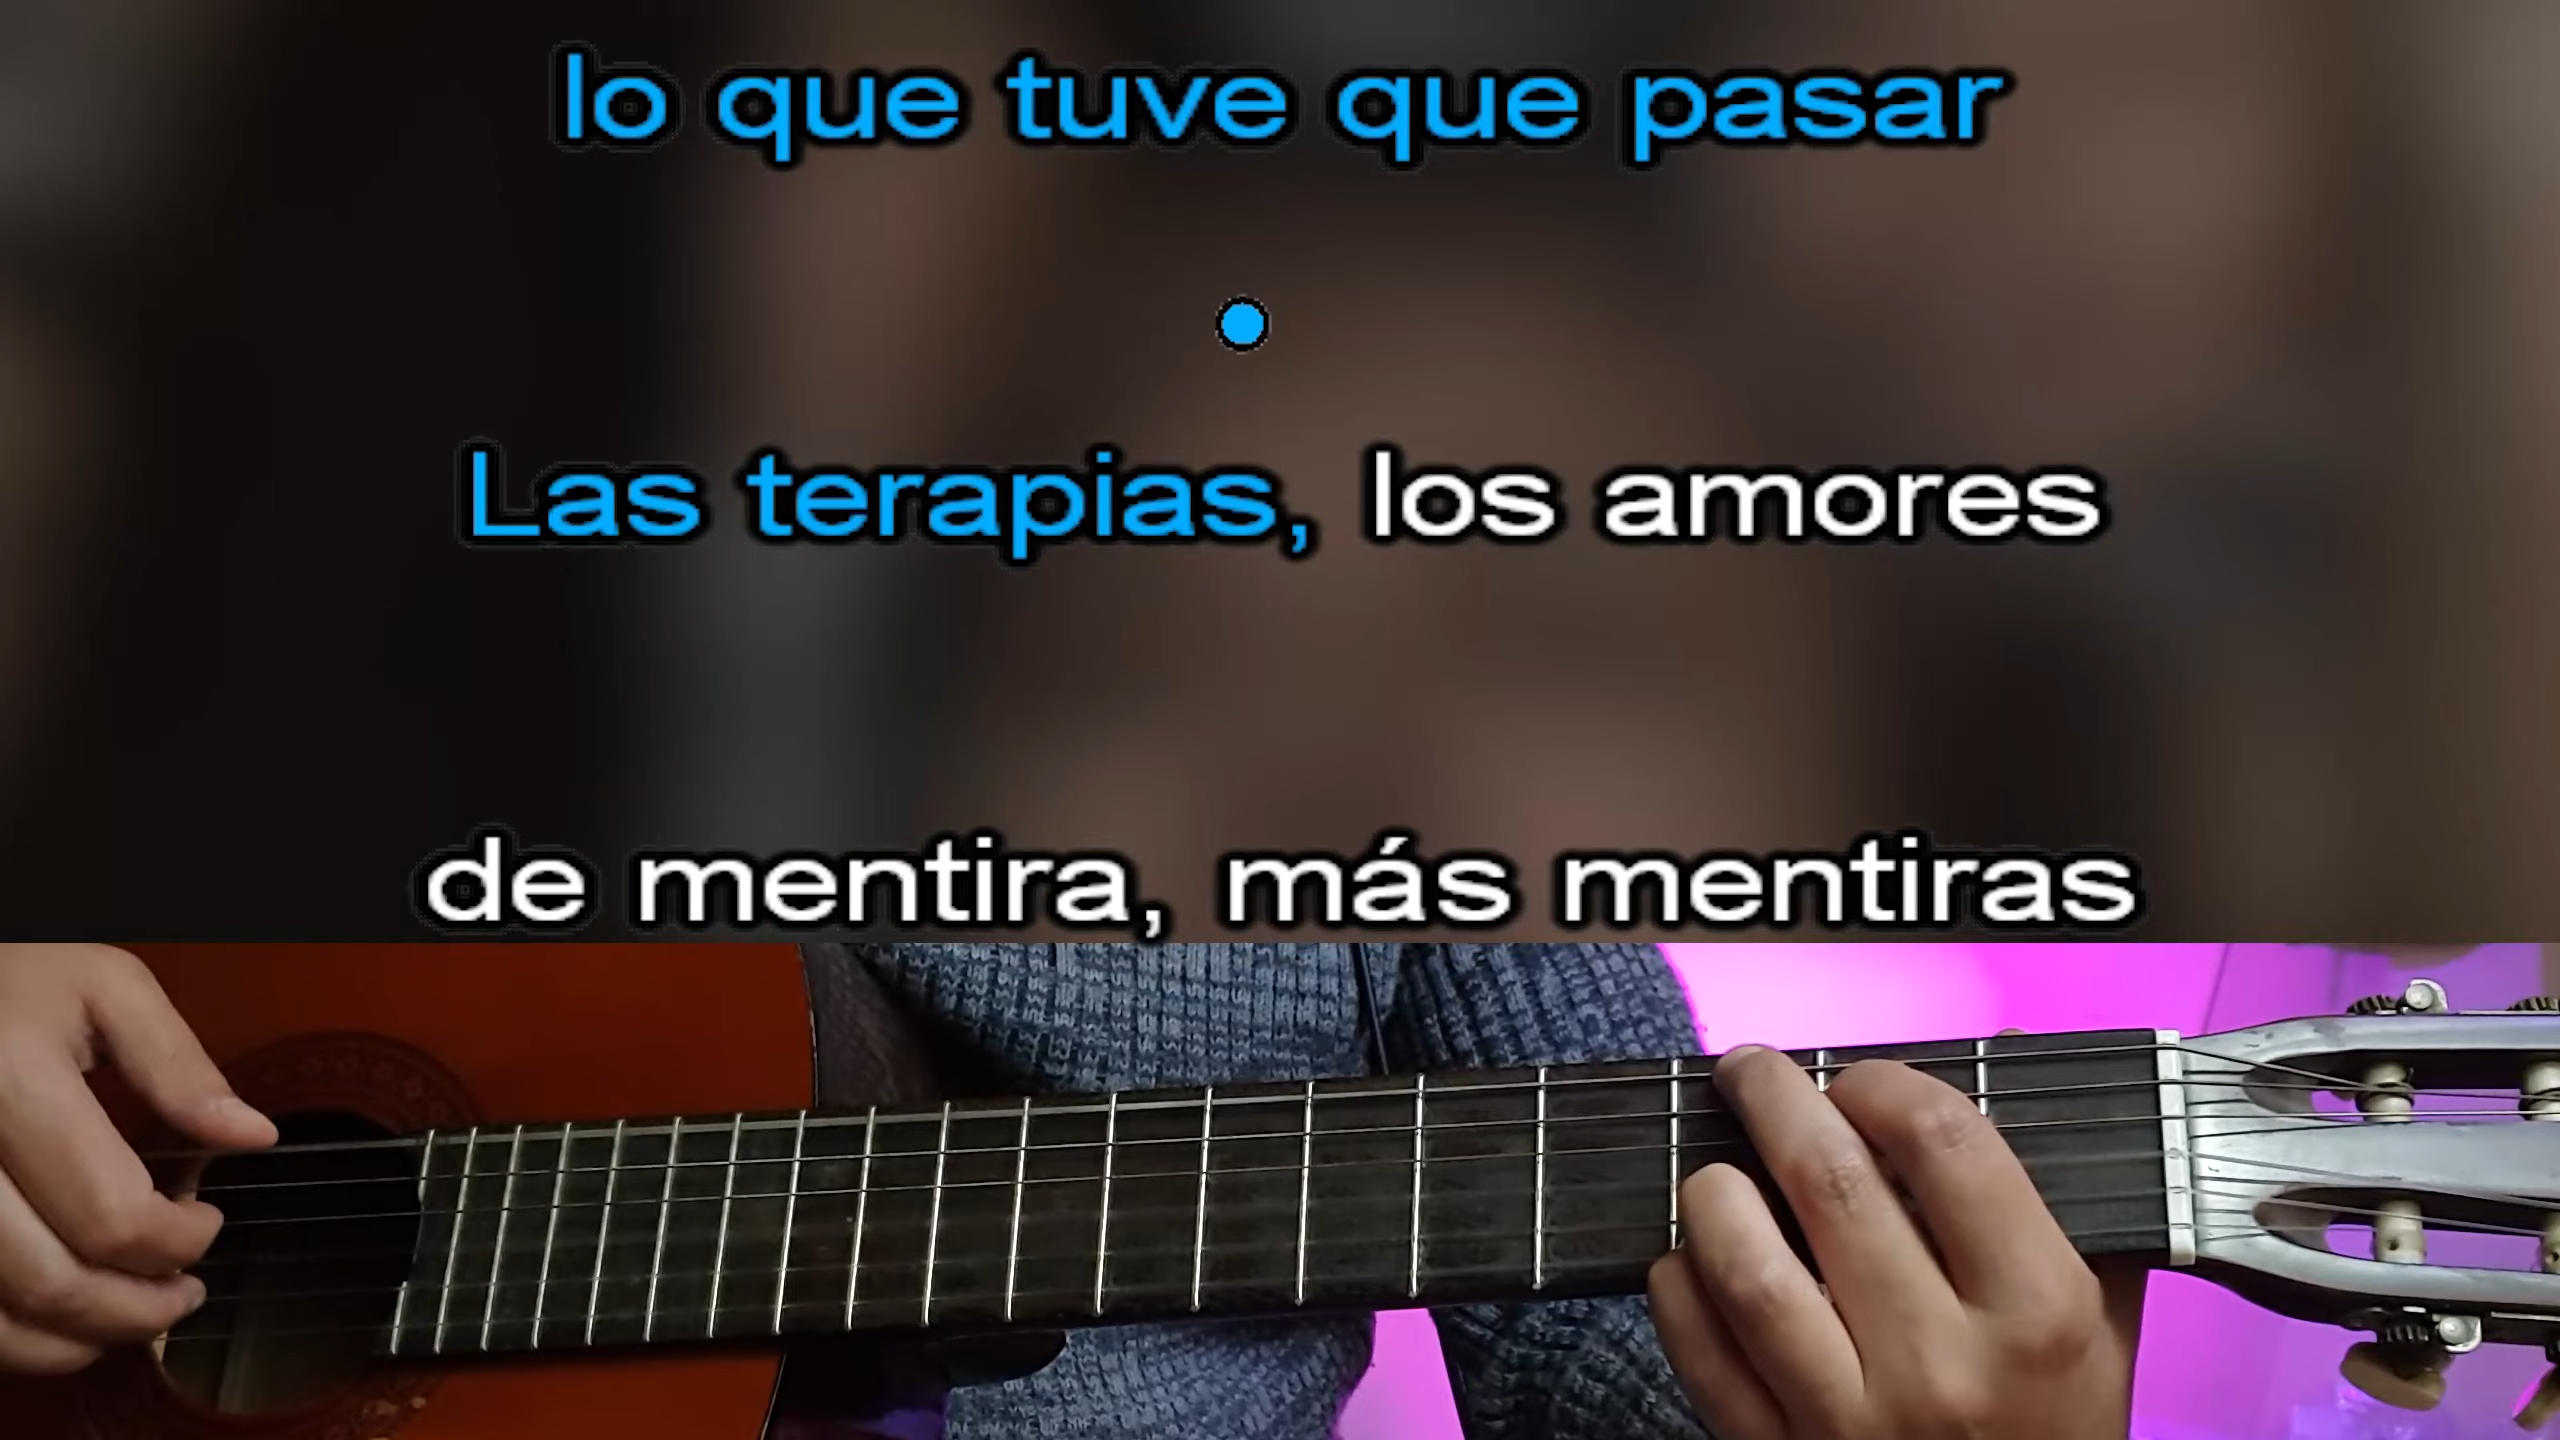 lo que tuve que pasar
Las terapias, los amores
de mentira, más mentiras